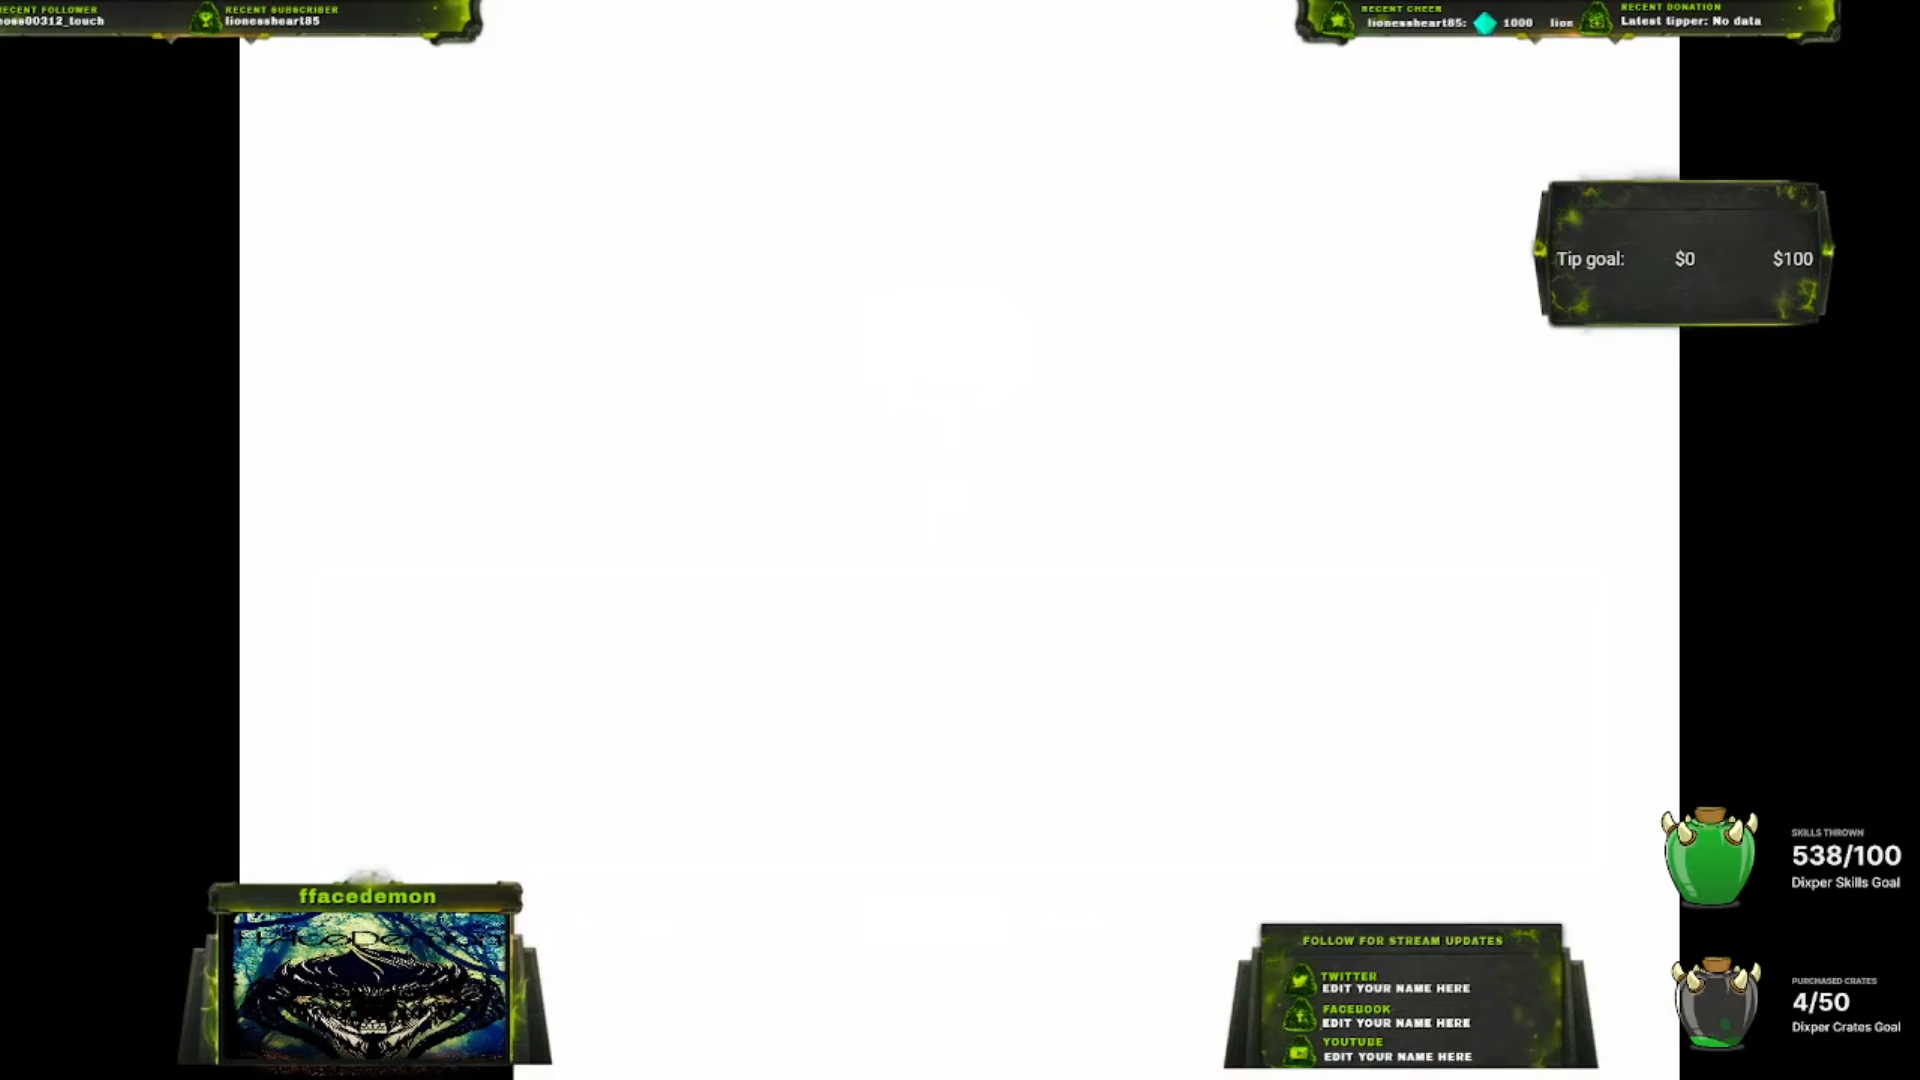 RECENT FOLLOWER
oss00312_touch
RECENT SUBSCRIBER
lionessheart85
RECENT CHEER
lionessheart85: 1000 lion
RECENT DONATION
Latest tipper: No data
Tip goal: $0 $100
SKILLS THROWN
538/100
Dixper Skills Goal
ffacedemon
FfAceDemon
FOLLOW FOR STREAM UPDATES
TWITTER
EDIT YOUR NAME HERE
FACEBOOK
EDIT YOUR NAME HERE
YOUTUBE
EDIT YOUR NAME HERE
PURCHASED CRATES
4/50
Dixper Crates Goal